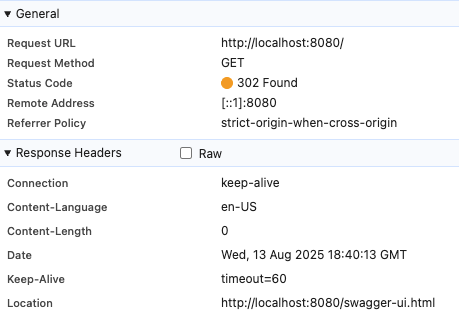 General
Request URL http://localhost:8080/
Request Method GET
Status Code 302 Found
Remote Address [::1]:8080
Referrer Policy strict-origin-when-cross-origin
Response Headers Raw
Connection keep-alive
Content-Language en-US
Content-Length 0
Date Wed, 13 Aug 2025 18:40:13 GMT
Keep-Alive timeout=60
Location http://localhost:8080/swagger-ui.html